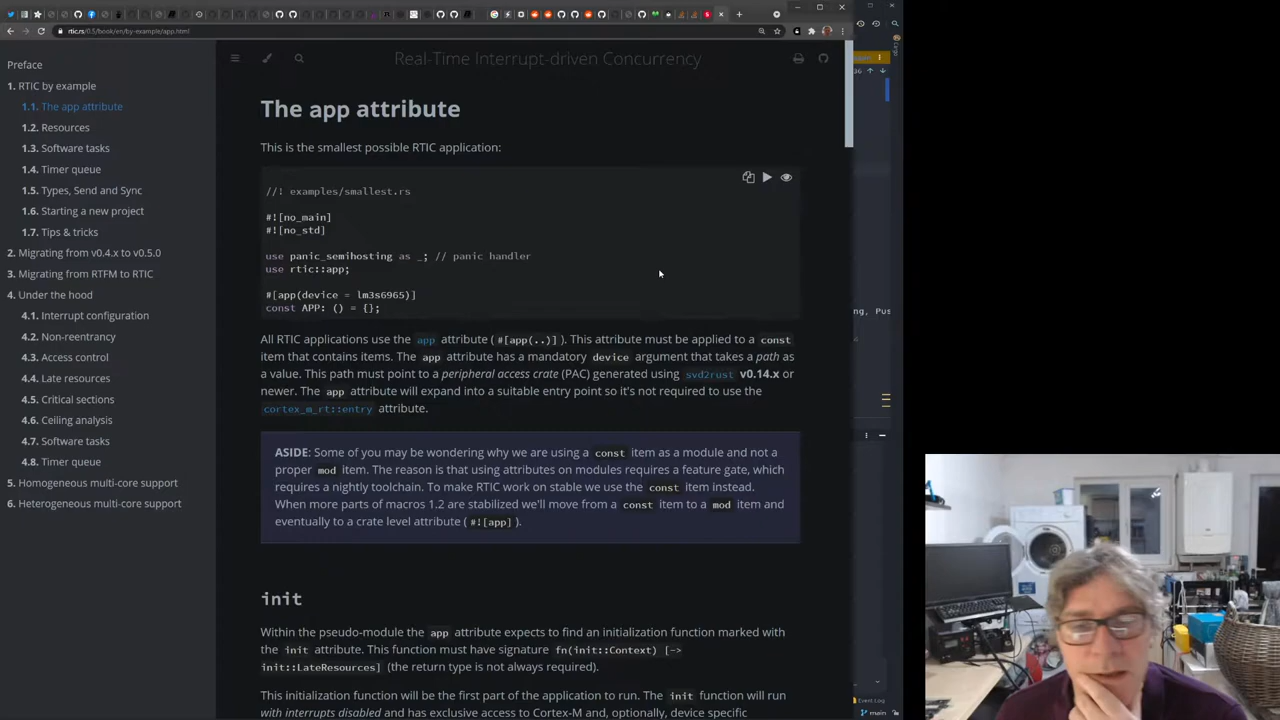 rtic.rs/0.5/book/en/by-example/app.html
Real-Time Interrupt-driven Concurrency
Preface
1. RTIC by example
1.1. The app attribute
1.2. Resources
1.3. Software tasks
1.4. Timer queue
1.5. Types, Send and Sync
1.6. Starting a new project
1.7. Tips & tricks
2. Migrating from v0.4.x to v0.5.0
3. Migrating from RTFM to RTIC
4. Under the hood
4.1. Interrupt configuration
4.2. Non-reentrancy
4.3. Access control
4.4. Late resources
4.5. Critical sections
4.6. Ceiling analysis
4.7. Software tasks
4.8. Timer queue
5. Homogeneous multi-core support
6. Heterogeneous multi-core support
The app attribute
This is the smallest possible RTIC application:
//! examples/smallest.rs
#![no_main]
#![no_std]
use panic_semihosting as _; // panic handler
use rtic::app;
#[app(device = lm3s6965)]
const APP: () = {};
All RTIC applications use the app attribute (#[app(..)]). This attribute must be applied to a const
item that contains items. The app attribute has a mandatory device argument that takes a path as
a value. This path must point to a peripheral access crate (PAC) generated using svd2rust v0.14.x or
newer. The app attribute will expand into a suitable entry point so it's not required to use the
cortex_m_rt::entry attribute.
ASIDE: Some of you may be wondering why we are using a const item as a module and not a
proper mod item. The reason is that using attributes on modules requires a feature gate, which
requires a nightly toolchain. To make RTIC work on stable we use the const item instead.
When more parts of macros 1.2 are stabilized we'll move from a const item to a mod item and
eventually to a crate level attribute (#![app]).
init
Within the pseudo-module the app attribute expects to find an initialization function marked with
the init attribute. This function must have signature fn(init::Context) [->
init::LateResources] (the return type is not always required).
This initialization function will be the first part of the application to run. The init function will run
with interrupts disabled and has exclusive access to Cortex-M and, optionally, device specific
Cargo
36
ing, Pus
Event Log
main